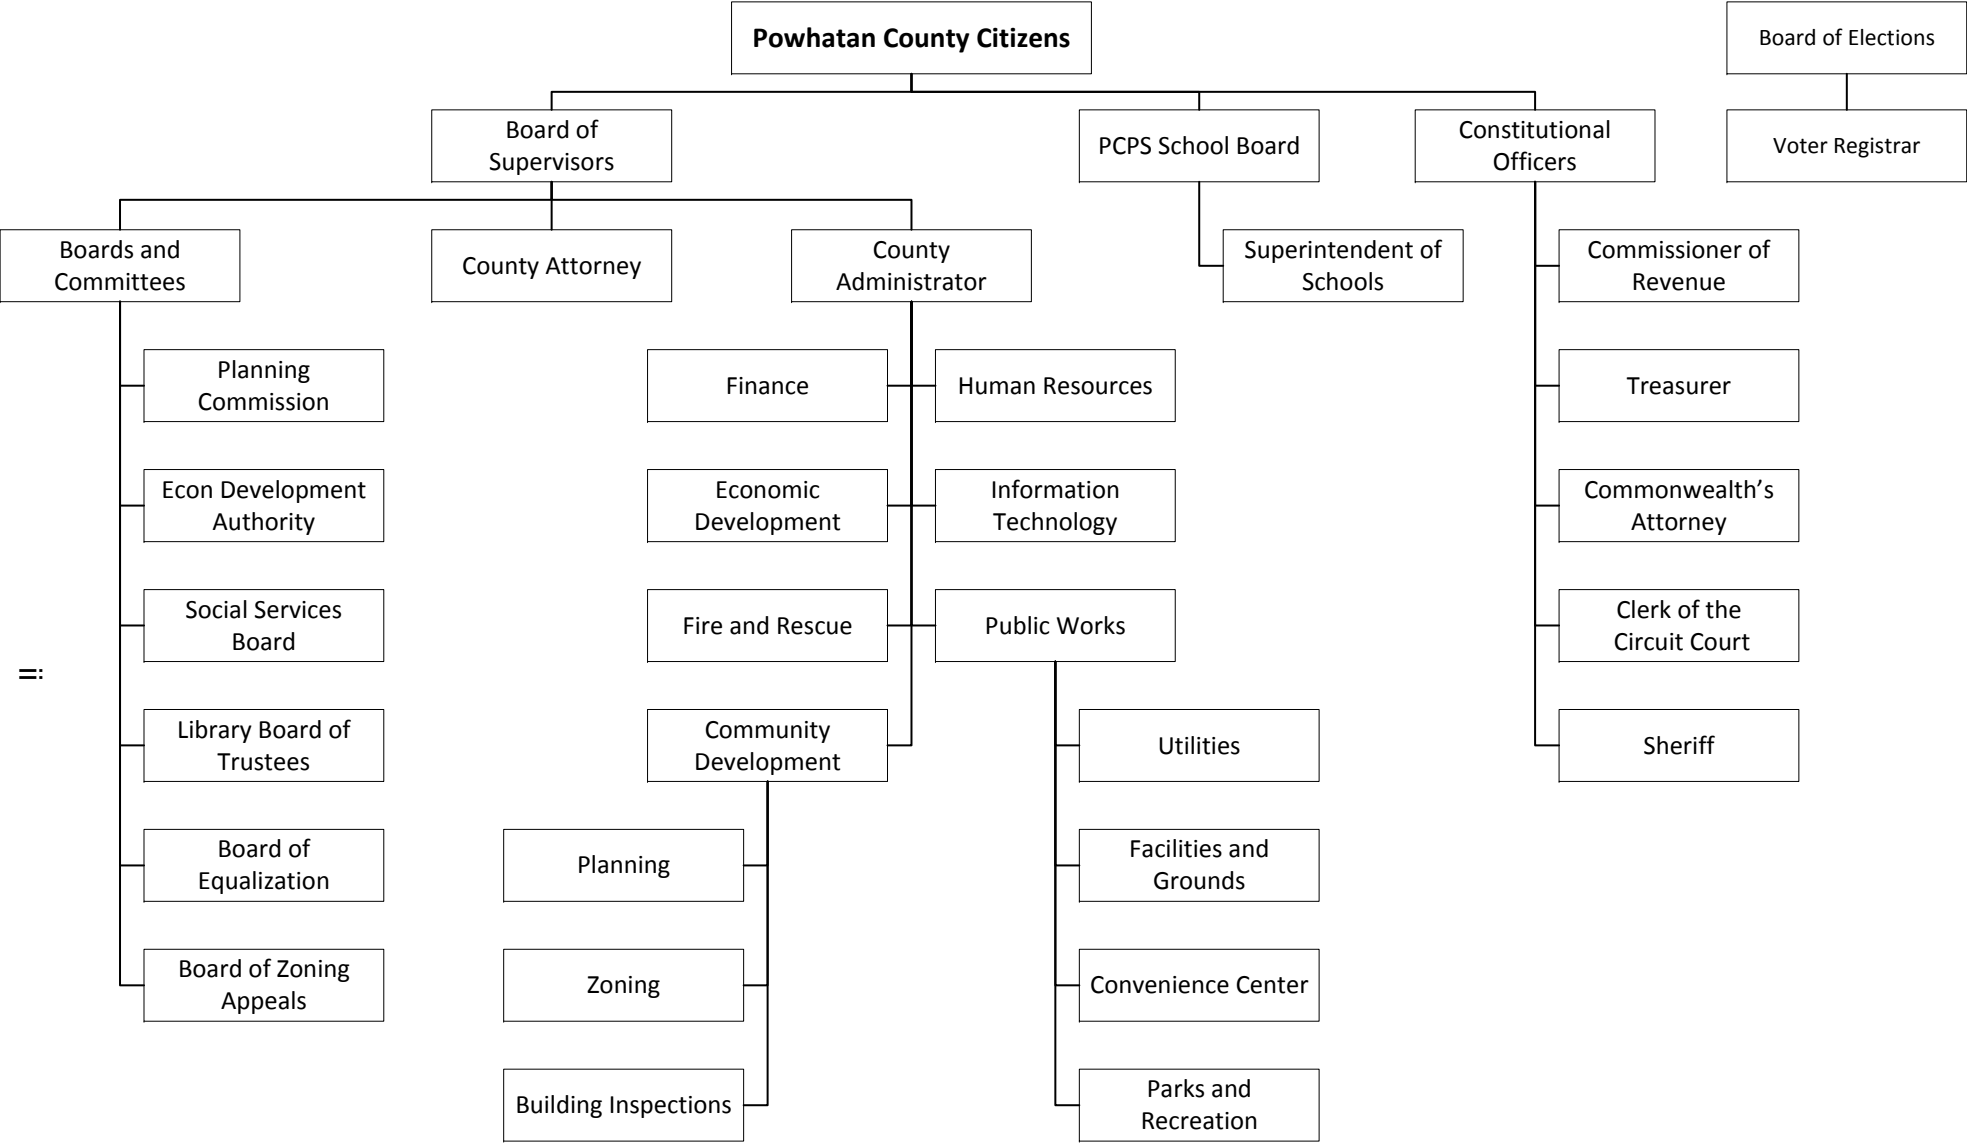 Powhatan County Citizens
Board of Elections
Board of
Supervisors
PCPS School Board
Constitutional
Officers
Voter Registrar
Boards and
Committees
County Attorney
County
Administrator
Superintendent of
Schools
Commissioner of
Revenue
Planning
Commission
Finance
Human Resources
Treasurer
Econ Development
Authority
Economic
Development
Information
Technology
Commonwealth’s
Attorney
Social Services
Board
Fire and Rescue
Public Works
Clerk of the
Circuit Court
Library Board of
Trustees
Community
Development
Utilities
Sheriff
Board of
Equalization
Planning
Facilities and
Grounds
Board of Zoning
Appeals
Zoning
Convenience Center
Building Inspections
Parks and
Recreation